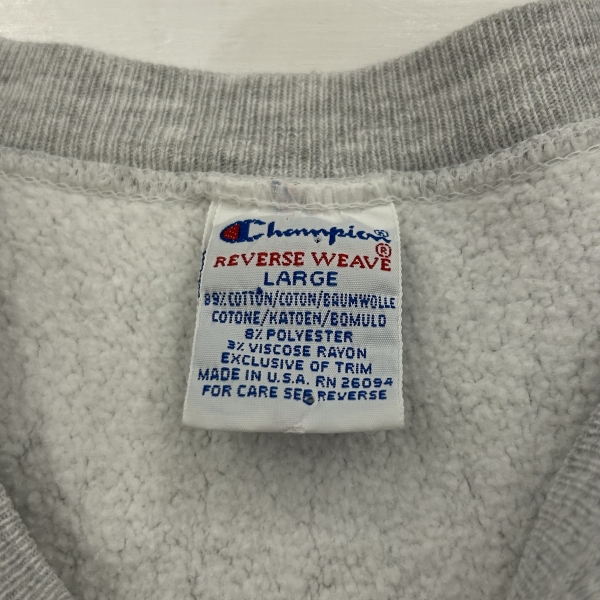 Champion®
REVERSE WEAVE®
LARGE
89% COTTON/COTON/BAUMWOLLE
COTONE/KATOEN/BOMULD
8% POLYESTER
3% VISCOSE RAYON
EXCLUSIVE OF TRIM
MADE IN U.S.A. RN 26094
FOR CARE SEE REVERSE